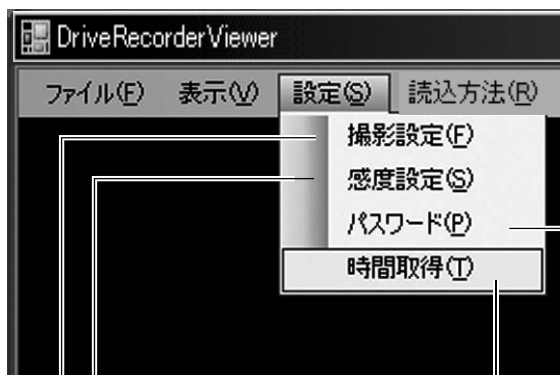 DriveRecorderViewer
ファイル(F) 表示(V) 設定(S) 読込方法(R)
撮影設定(F)
感度設定(S)
パスワード(P)
時間取得(T)